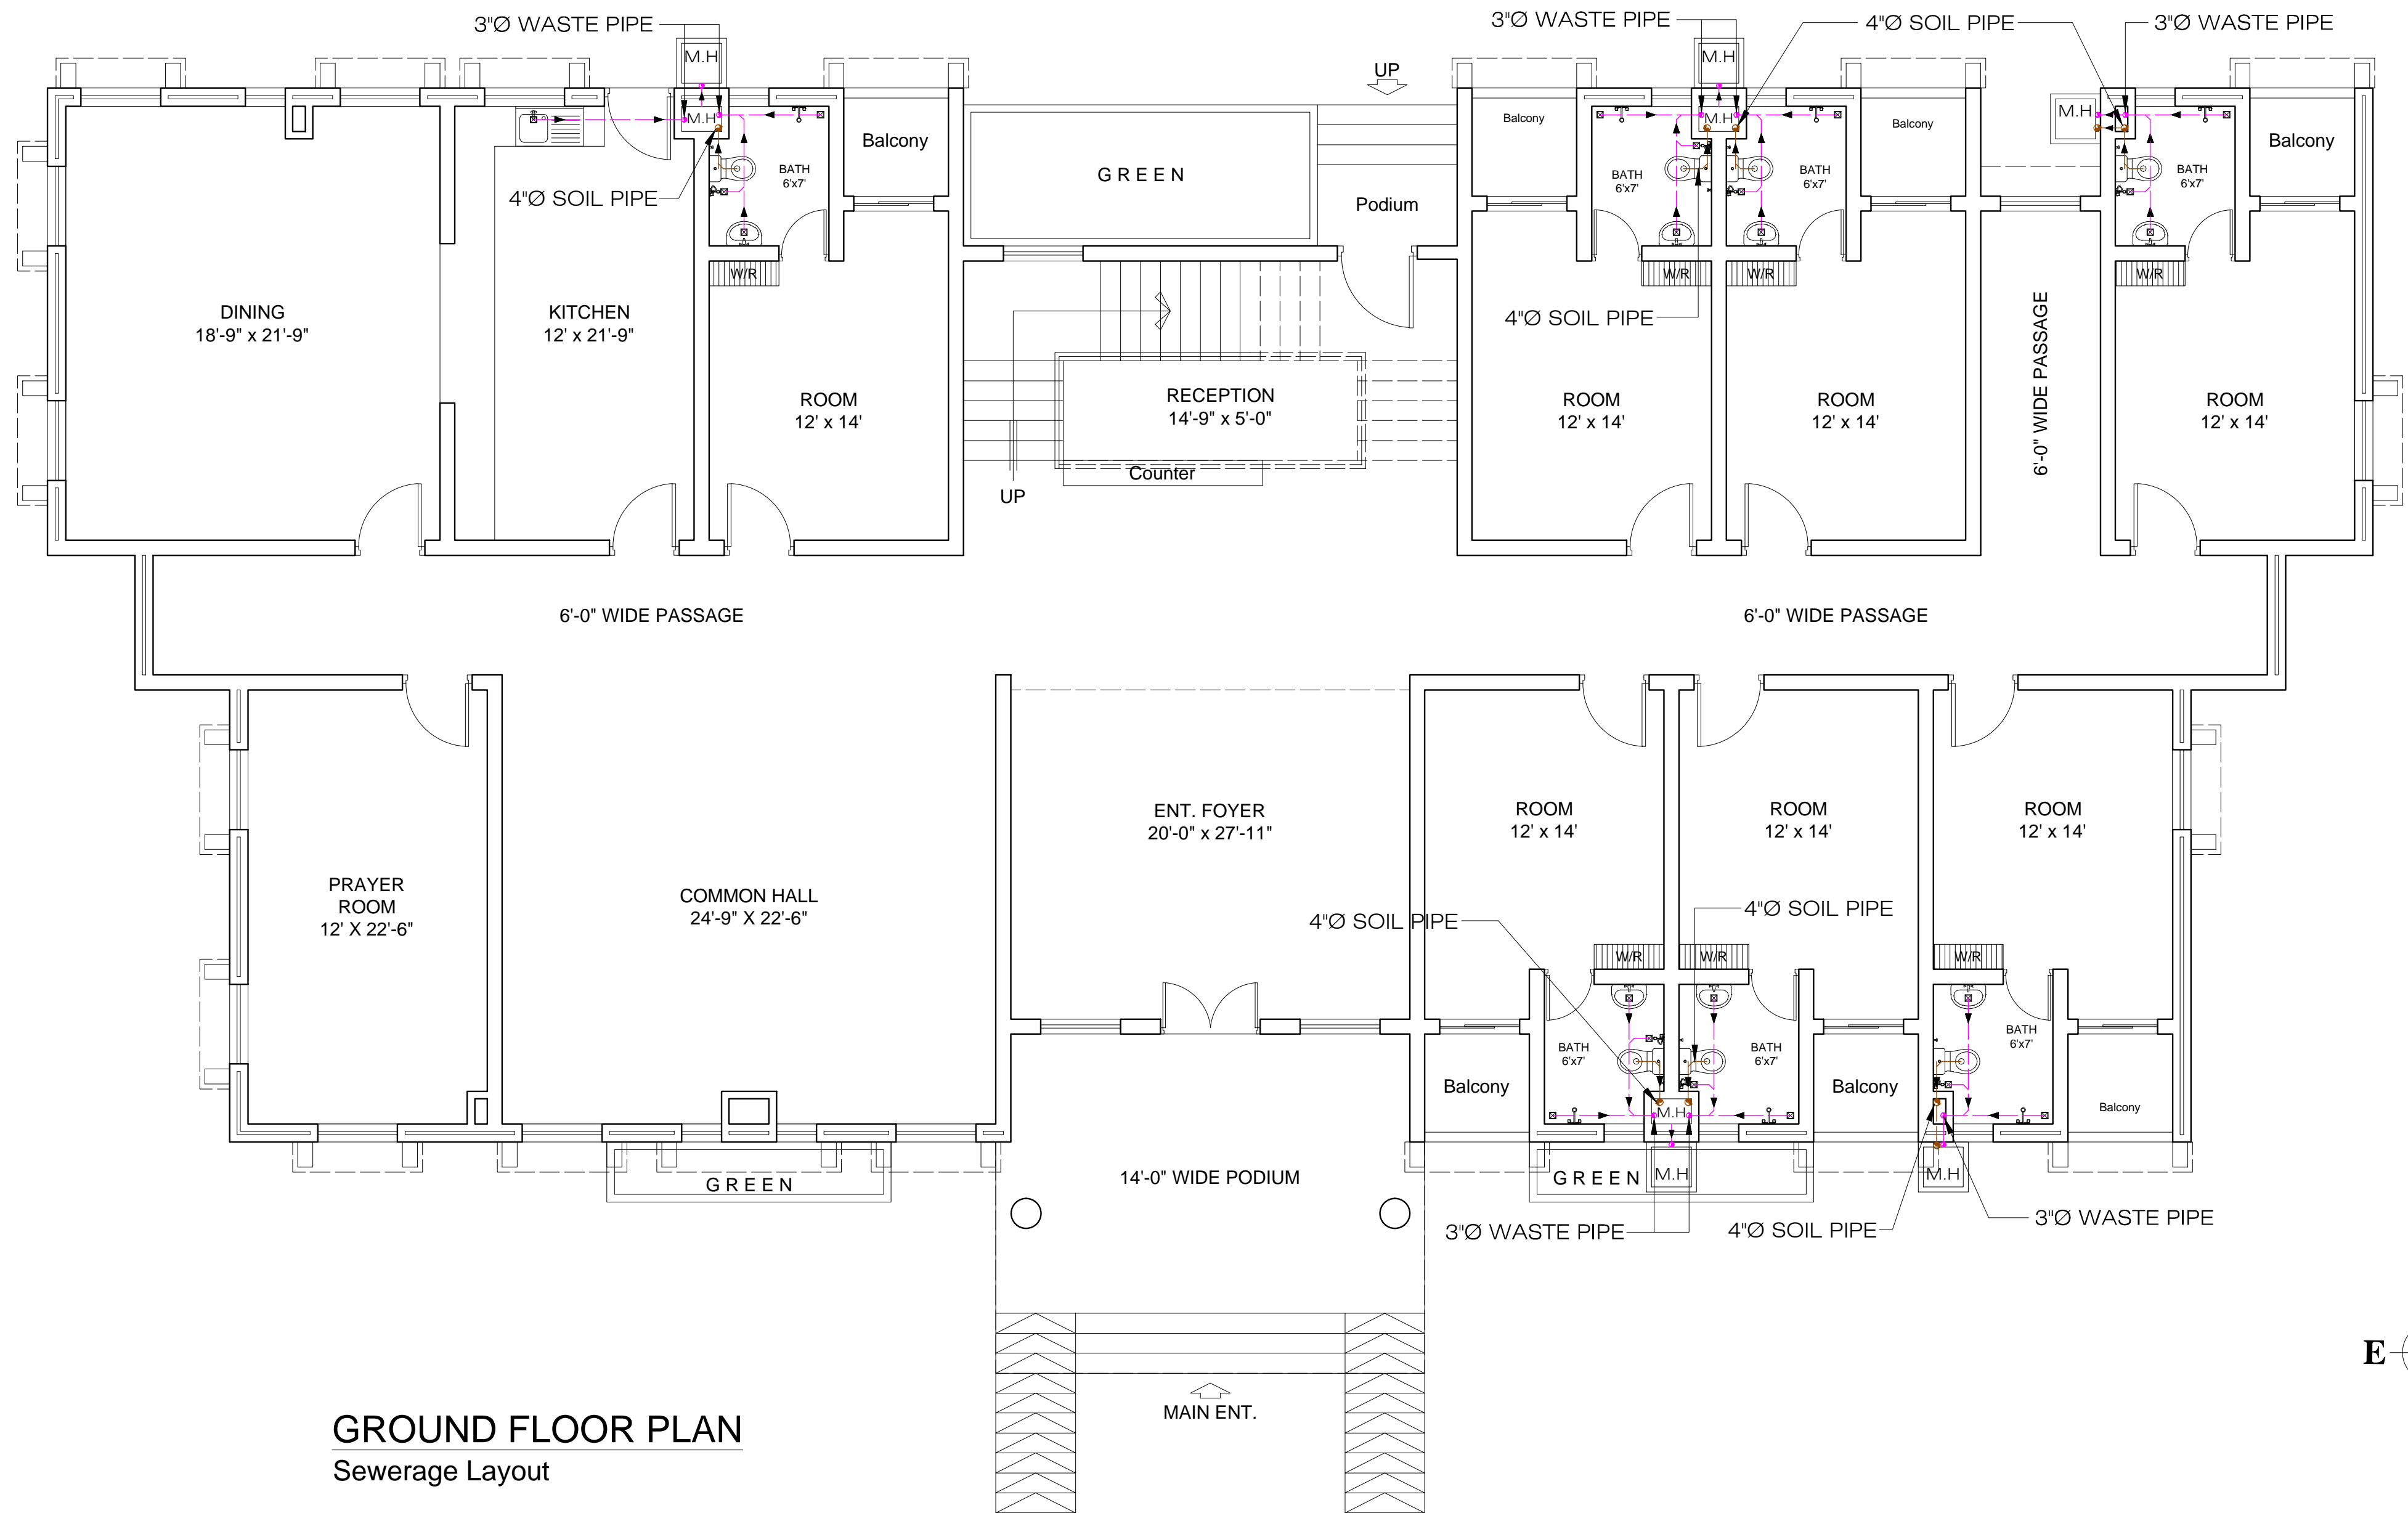 3"Ø WASTE PIPE
3"Ø WASTE PIPE
4"Ø SOIL PIPE
3"Ø WASTE PIPE
M.H
M.H
UP
M.H
M.H
M.H
Balcony
BATH
6'x7'
4"Ø SOIL PIPE
GREEN
Podium
Balcony
BATH
6'x7'
BATH
6'x7'
Balcony
BATH
6'x7'
Balcony
W/R
W/R
W/R
W/R
DINING
18'-9" x 21'-9"
KITCHEN
12' x 21'-9"
4"Ø SOIL PIPE
ROOM
12' x 14'
RECEPTION
14'-9" x 5'-0"
Counter
UP
ROOM
12' x 14'
ROOM
12' x 14'
6'-0" WIDE PASSAGE
ROOM
12' x 14'
6'-0" WIDE PASSAGE
6'-0" WIDE PASSAGE
PRAYER
ROOM
12' X 22'-6"
COMMON HALL
24'-9" X 22'-6"
ENT. FOYER
20'-0" x 27'-11"
ROOM
12' x 14'
ROOM
12' x 14'
ROOM
12' x 14'
4"Ø SOIL PIPE
4"Ø SOIL PIPE
W/R
W/R
W/R
Balcony
BATH
6'x7'
BATH
6'x7'
Balcony
BATH
6'x7'
Balcony
M.H
GREEN
14'-0" WIDE PODIUM
GREEN
M.H
M.H
3"Ø WASTE PIPE
4"Ø SOIL PIPE
3"Ø WASTE PIPE
E
MAIN ENT.
GROUND FLOOR PLAN
Sewerage Layout